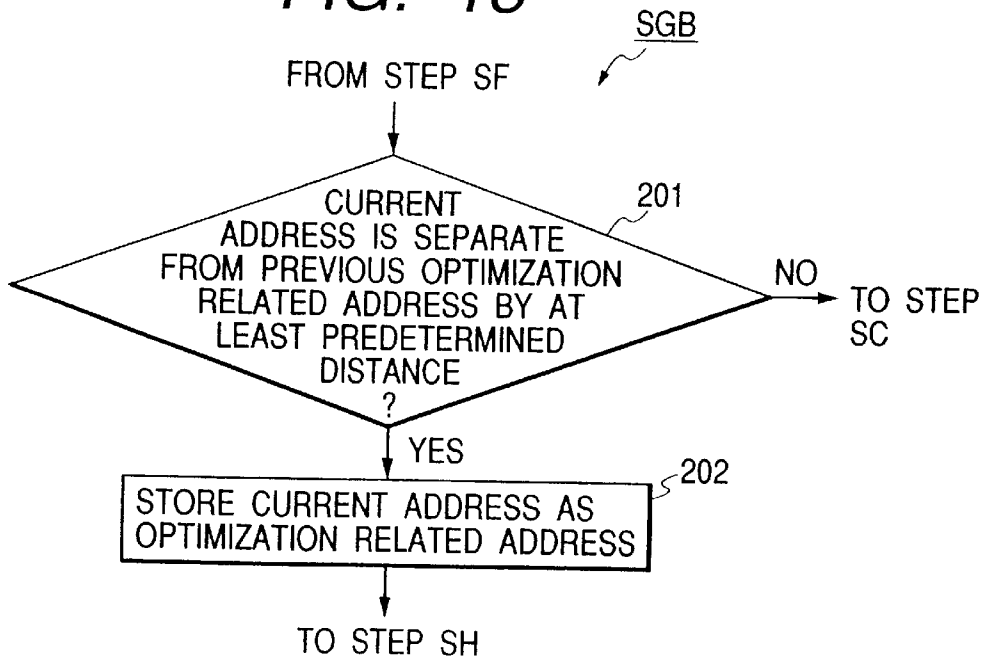 SGB
FROM STEP SF
CURRENT
ADDRESS IS SEPARATE
FROM PREVIOUS OPTIMIZATION
RELATED ADDRESS BY AT
LEAST PREDETERMINED
DISTANCE
?
201
NO
TO STEP
SC
YES
202
STORE CURRENT ADDRESS AS
OPTIMIZATION RELATED ADDRESS
TO STEP SH